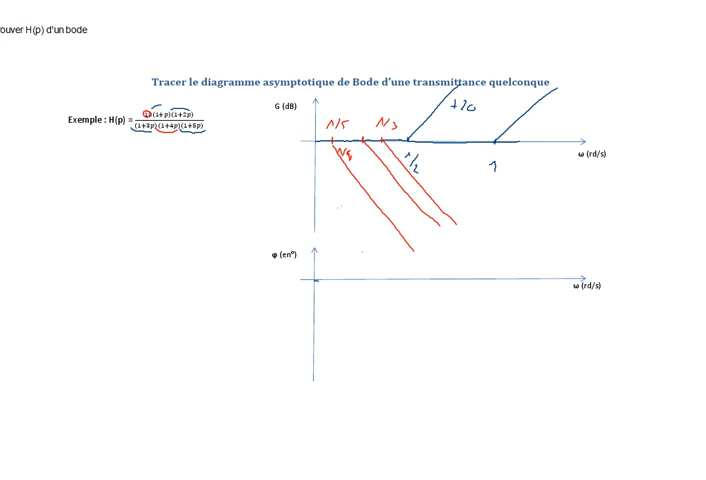 rouver H(p) d'un bode
Tracer le diagramme asymptotique de Bode d'une transmittance quelconque
Exemple : H(p) = 10(1+p)(1+2p) / (1+3p)(1+4p)(1+5p)
G (dB)
+20
1/5
1/3
1/4
1/2
1
ω (rd/s)
φ (en°)
ω (rd/s)